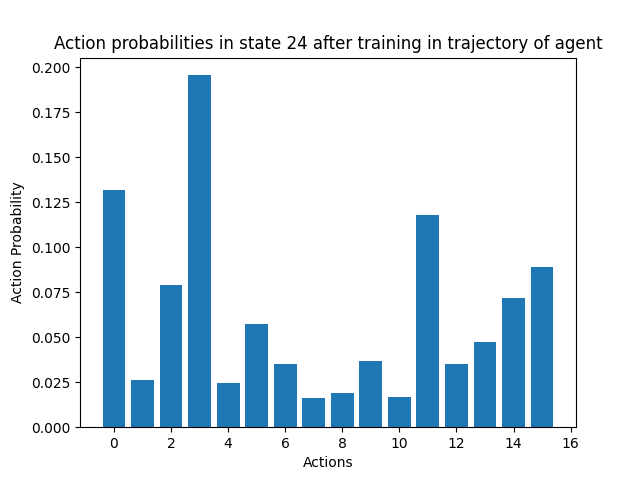 Action probabilities in state 24 after training in trajectory of agent
Action Probability
0.200
0.175
0.150
0.125
0.100
0.075
0.050
0.025
0.000
0 2 4 6 8 10 12 14 16
Actions